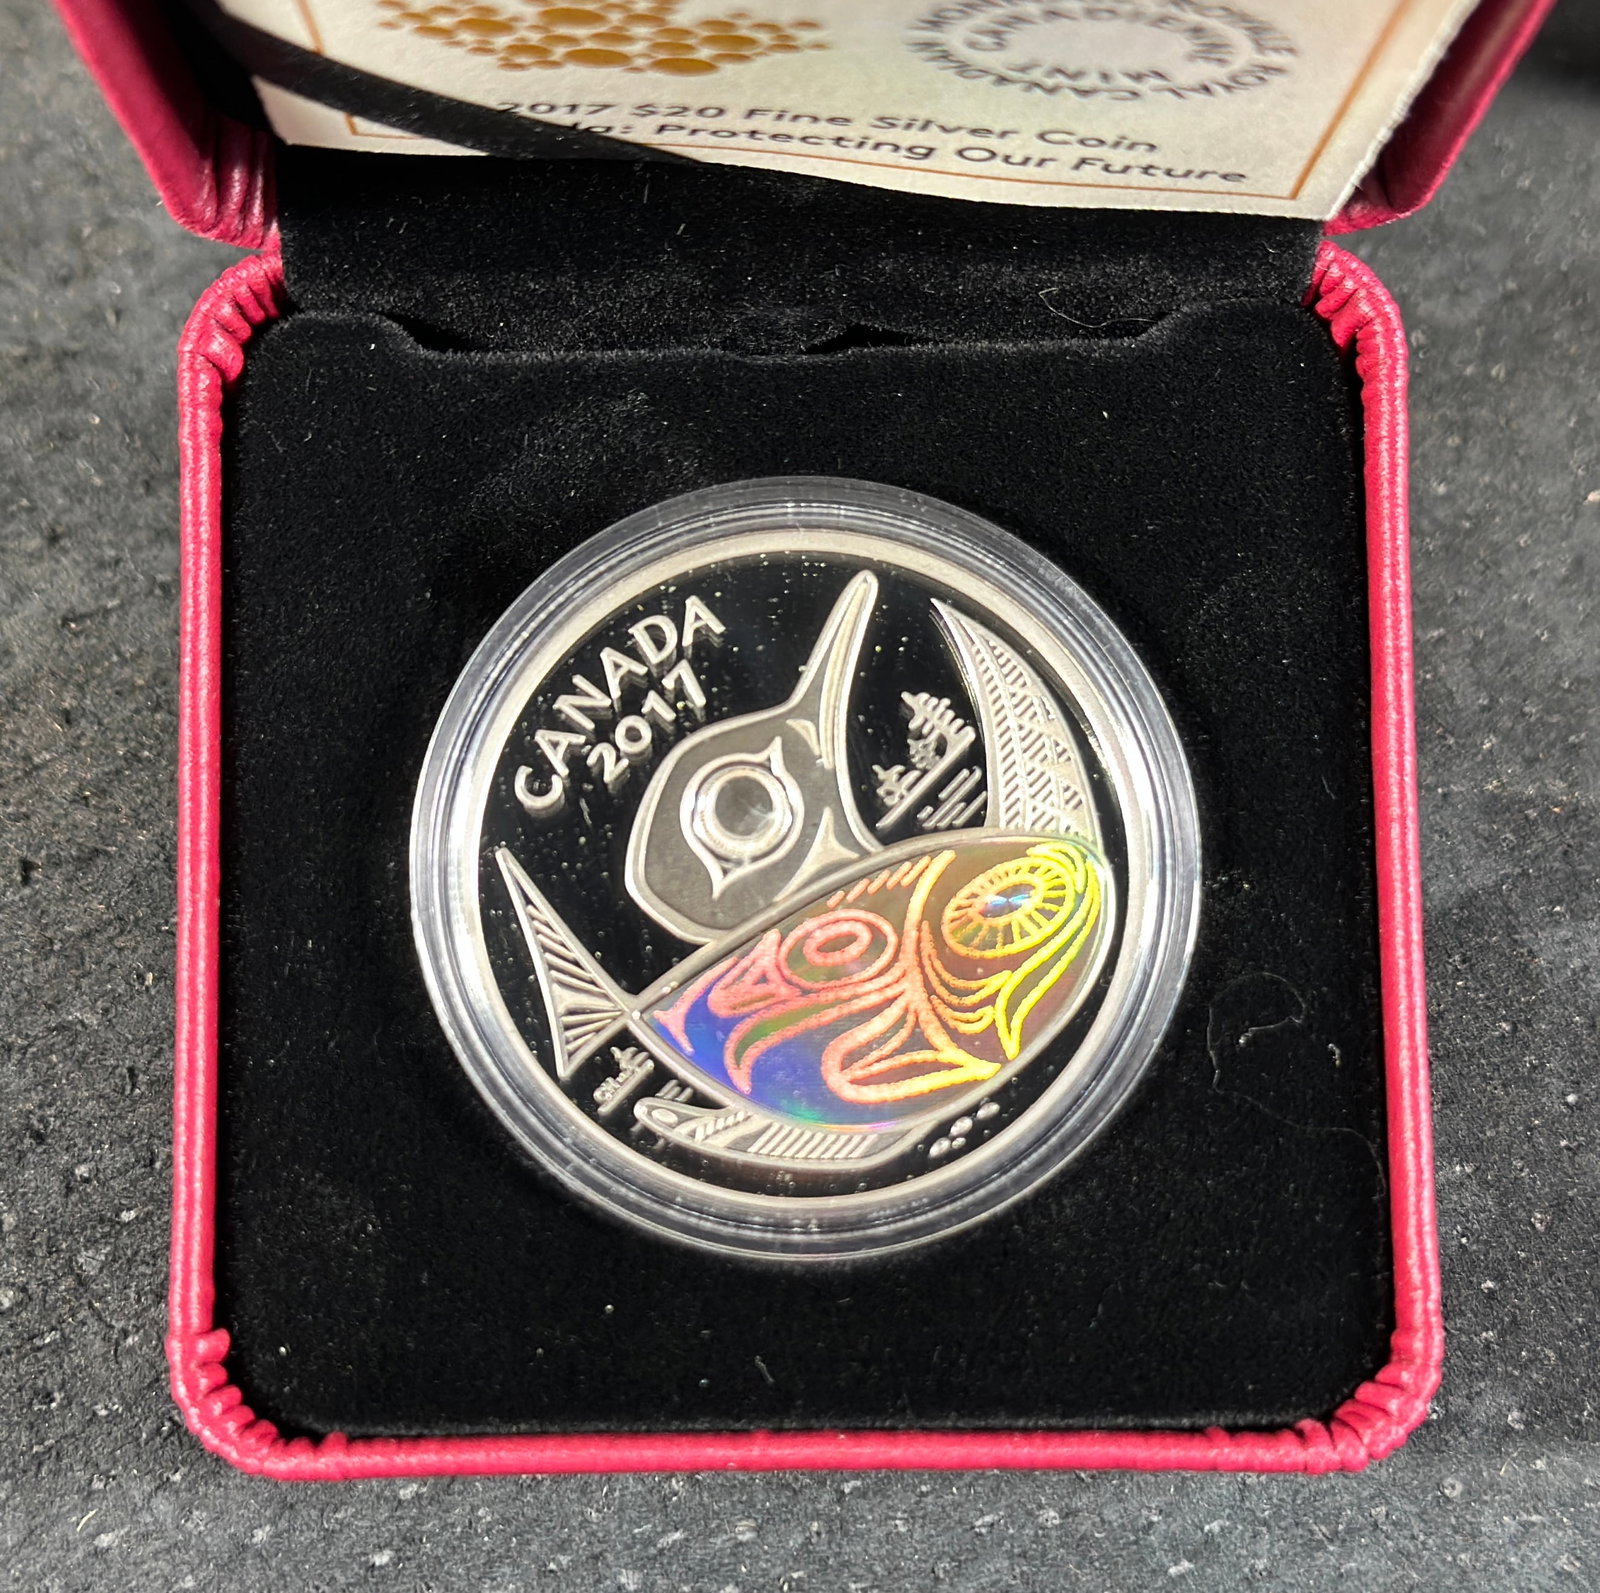 ROYAL CANADIAN MINT
MONNAIE ROYALE CANADIENNE
2017 $20 Fine Silver Coin
Protecting Our Future
CANADA
2017